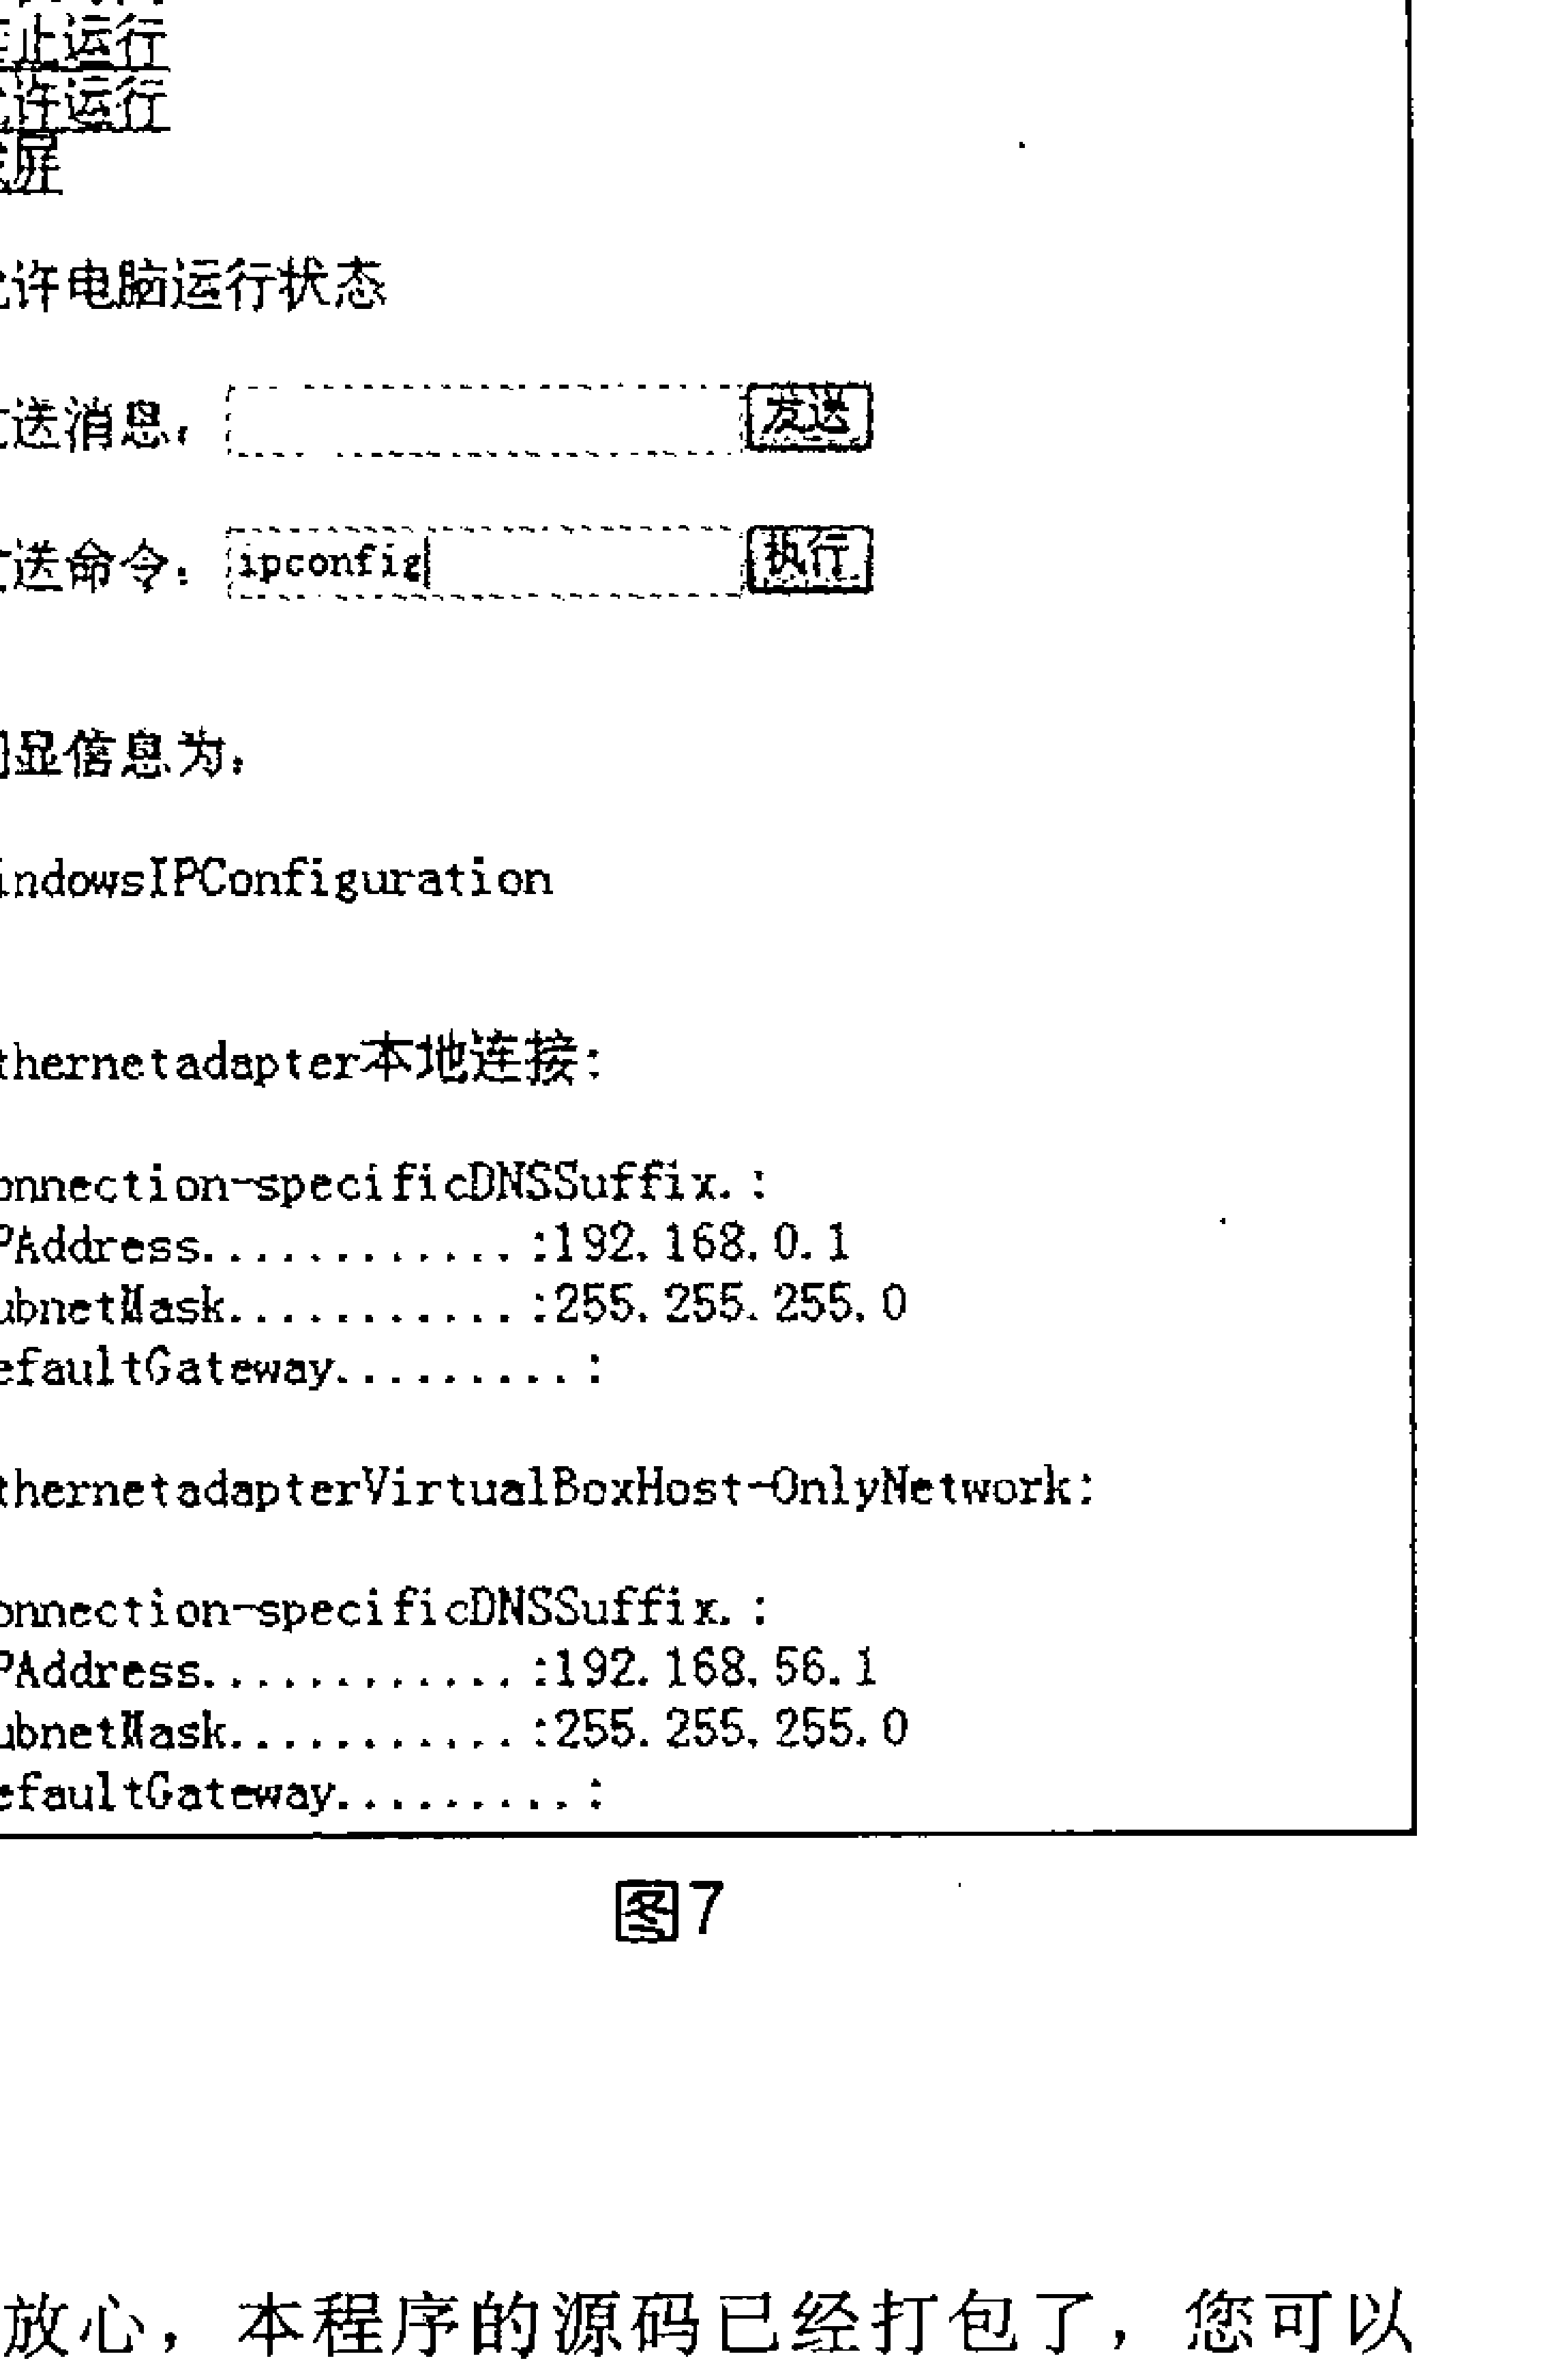 止运行
许运行
屏
许电脑运行状态
送消息: 发送
送命令: ipconfig 执行
显信息为:
indowsIPConfiguration
thernetadapter本地连接:
onnection-specificDNSSuffix.:
PAddress............:192.168.0.1
ubnetMask...........:255.255.255.0
efaultGateway.........:
thernetadapterVirtualBoxHost-OnlyNetwork:
onnection-specificDNSSuffix.:
PAddress............:192.168.56.1
ubnetMask...........:255.255.255.0
efaultGateway.........:
图7
放心，本程序的源码已经打包了，您可以